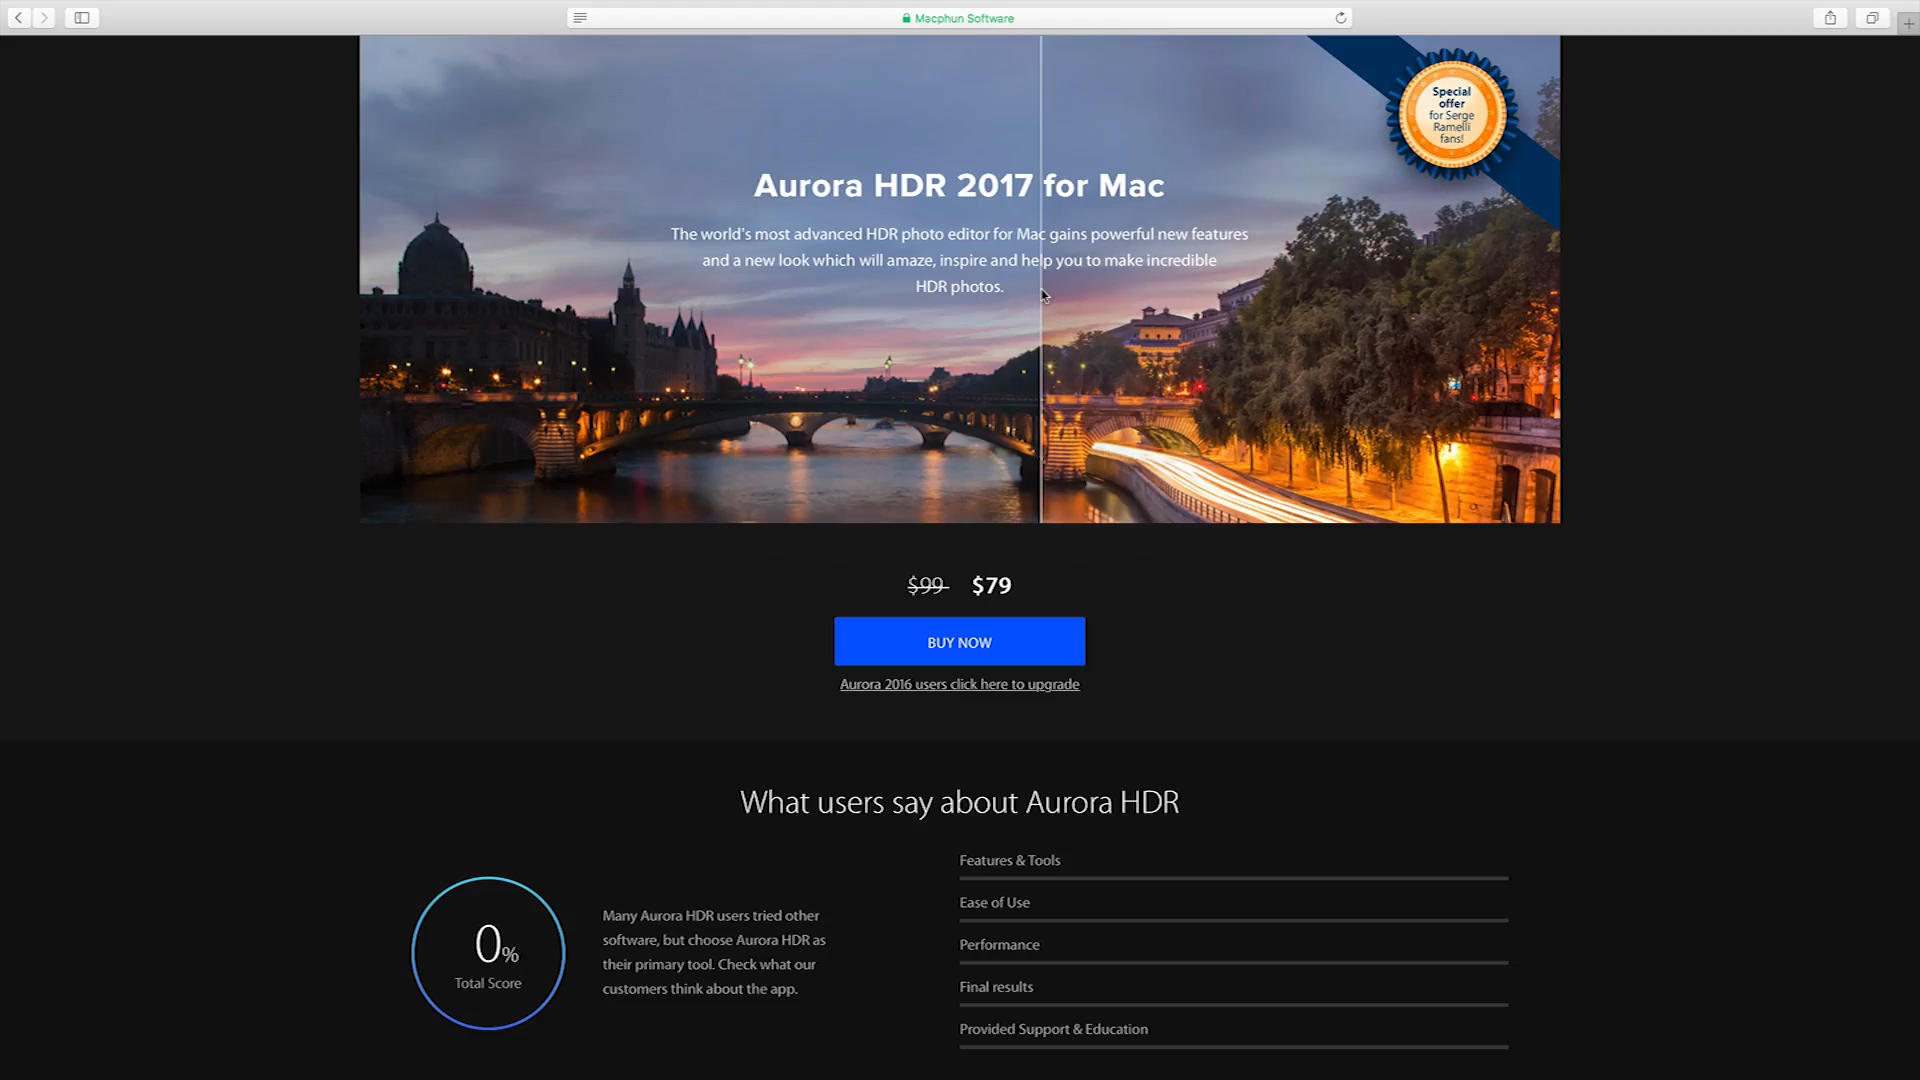 Macphun Software
Special
offer
for Serge
Ramelli
fans!
Aurora HDR 2017 for Mac
The world's most advanced HDR photo editor for Mac gains powerful new features
and a new look which will amaze, inspire and help you to make incredible
HDR photos.
$99 $79
BUY NOW
Aurora 2016 users click here to upgrade
What users say about Aurora HDR
0%
Total Score
Many Aurora HDR users tried other
software, but choose Aurora HDR as
their primary tool. Check what our
customers think about the app.
Features & Tools
Ease of Use
Performance
Final results
Provided Support & Education